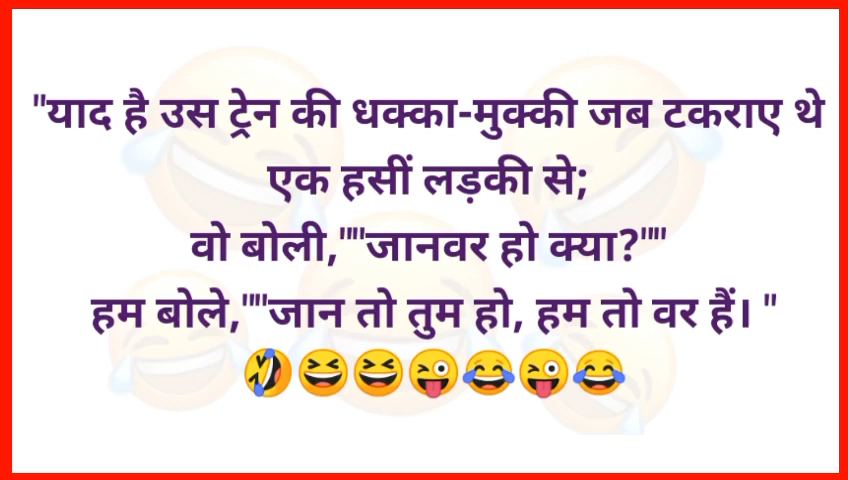 "याद है उस ट्रेन की धक्का-मुक्की जब टकराए थे
एक हसीं लड़की से;
वो बोली,""जानवर हो क्या?""
हम बोले,""जान तो तुम हो, हम तो वर हैं। "
🤣😆😆😜😂😜😂